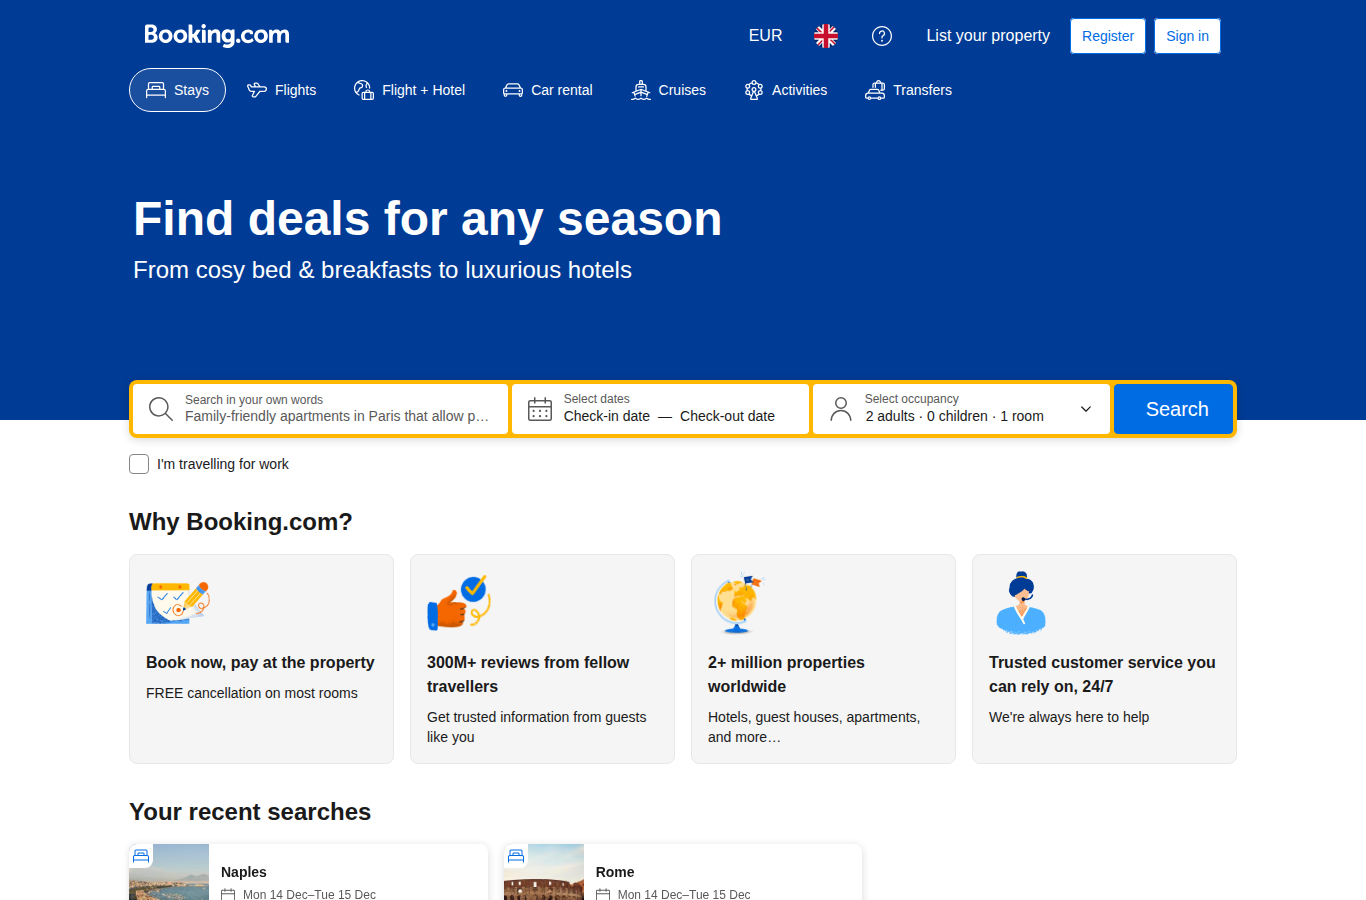 Booking.com
EUR
List your property
Register
Sign in
Stays
Flights
Flight + Hotel
Car rental
Cruises
Activities
Transfers
Find deals for any season
From cosy bed & breakfasts to luxurious hotels
Search in your own words
Family-friendly apartments in Paris that allow p…
Select dates
Check-in date — Check-out date
Select occupancy
2 adults · 0 children · 1 room
Search
I'm travelling for work
Why Booking.com?
Book now, pay at the property
FREE cancellation on most rooms
300M+ reviews from fellow
travellers
Get trusted information from guests
like you
2+ million properties
worldwide
Hotels, guest houses, apartments,
and more…
Trusted customer service you
can rely on, 24/7
We're always here to help
Your recent searches
Naples
Mon 14 Dec–Tue 15 Dec
Rome
Mon 14 Dec–Tue 15 Dec